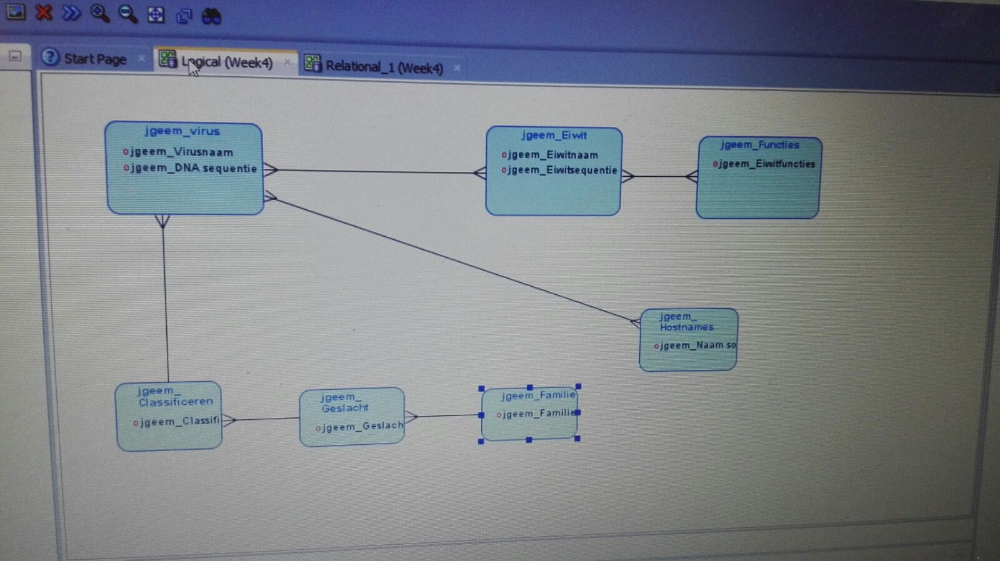 Start Page
Logical (Week4)
Relational_1 (Week4)
jgeem_virus
jgeem_Virusnaam
jgeem_DNA sequentie
jgeem_Eiwit
jgeem_Eiwitnaam
jgeem_Eiwitsequentie
jgeem_Functies
jgeem_Eiwitfuncties
jgeem_
Hostnames
jgeem_Naam so
jgeem_
Classificeren
jgeem_Classifi
jgeem_
Geslacht
jgeem_Geslach
jgeem_Familie
jgeem_Familie